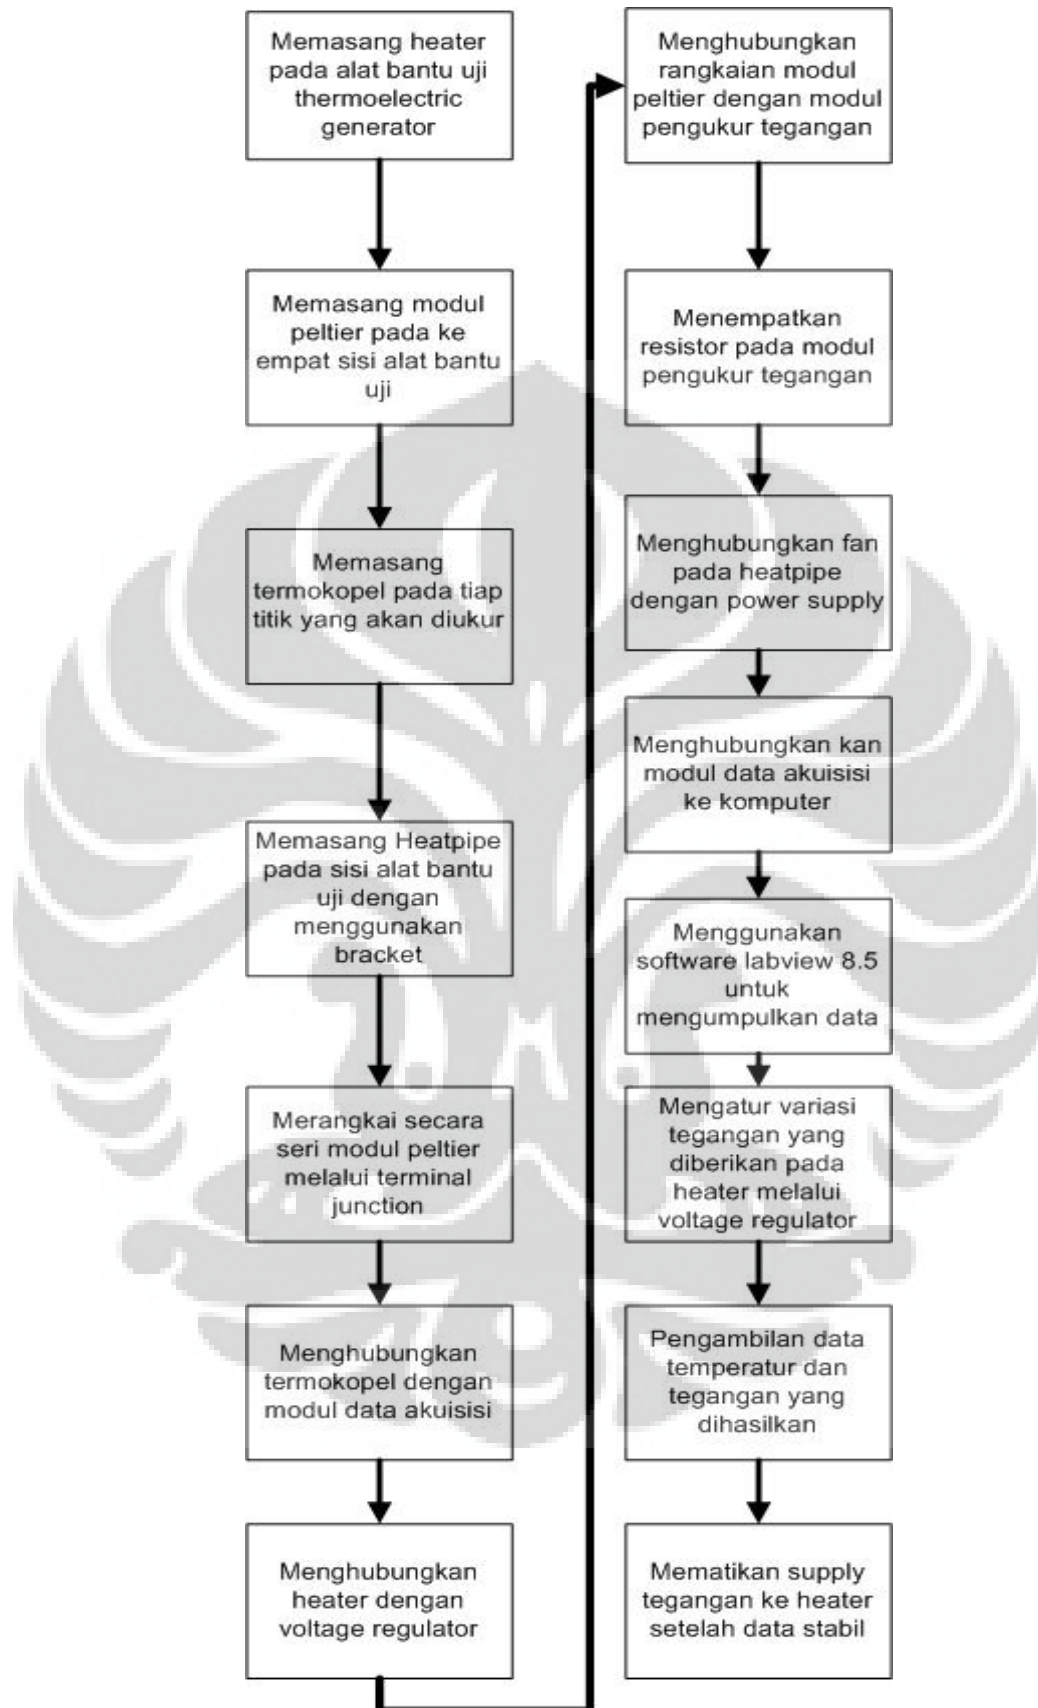 Memasang heater
pada alat bantu uji
thermoelectric
generator
Memasang modul
peltier pada ke
empat sisi alat bantu
uji
Memasang
termokopel pada tiap
titik yang akan diukur
Memasang Heatpipe
pada sisi alat bantu
uji dengan
menggunakan
bracket
Merangkai secara
seri modul peltier
melalui terminal
junction
Menghubungkan
termokopel dengan
modul data akuisisi
Menghubungkan
heater dengan
voltage regulator
Menghubungkan
rangkaian modul
peltier dengan modul
pengukur tegangan
Menempatkan
resistor pada modul
pengukur tegangan
Menghubungkan fan
pada heatpipe
dengan power supply
Menghubungkan kan
modul data akuisisi
ke komputer
Menggunakan
software labview 8.5
untuk
mengumpulkan data
Mengatur variasi
tegangan yang
diberikan pada
heater melalui
voltage regulator
Pengambilan data
temperatur dan
tegangan yang
dihasilkan
Mematikan supply
tegangan ke heater
setelah data stabil